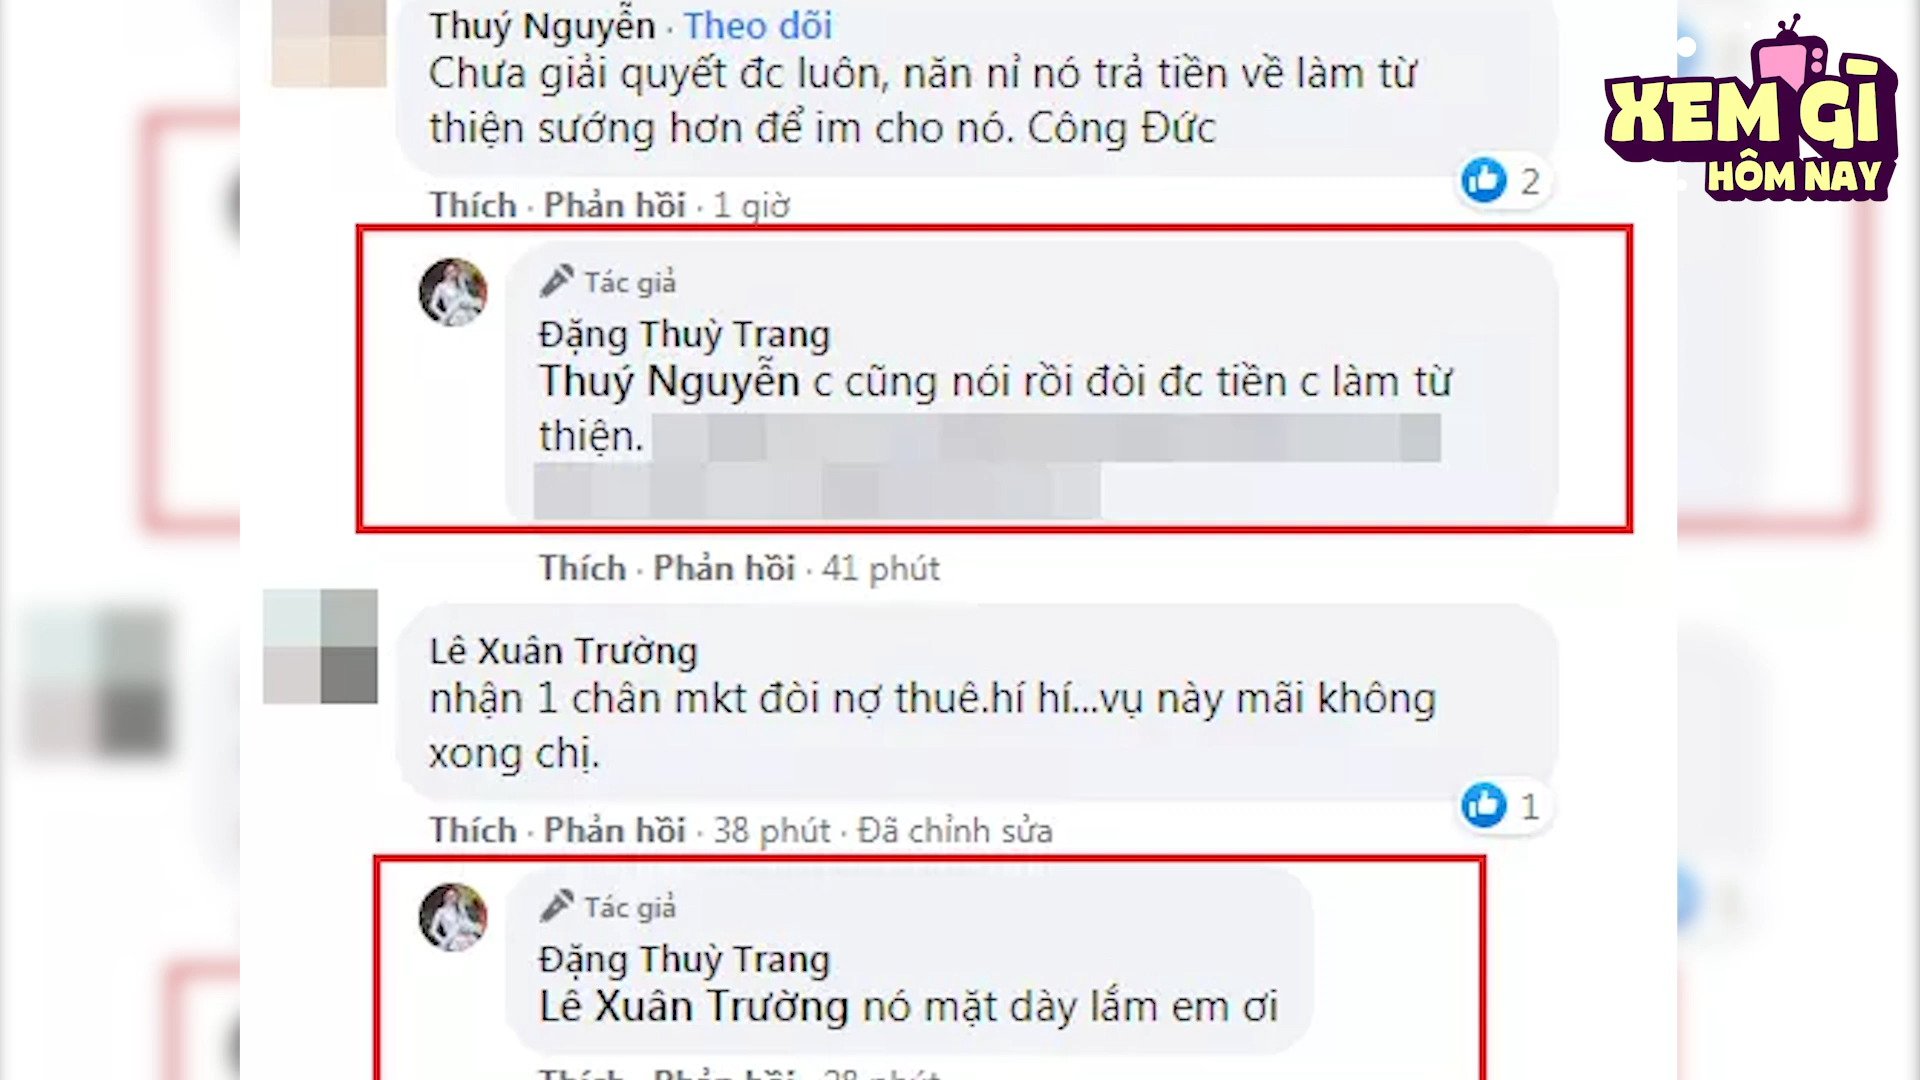 Thuý Nguyễn · Theo dõi
Chưa giải quyết đc luôn, năn nỉ nó trả tiền về làm từ
thiện sướng hơn để im cho nó. Công Đức
2
Thích · Phản hồi · 1 giờ
Tác giả
Đặng Thuỳ Trang
Thuý Nguyễn c cũng nói rồi đòi đc tiền c làm từ
thiện.
Thích · Phản hồi · 41 phút
Lê Xuân Trường
nhận 1 chân mkt đòi nợ thuê.hí hí...vụ này mãi không
xong chị.
1
Thích · Phản hồi · 38 phút · Đã chỉnh sửa
Tác giả
Đặng Thuỳ Trang
Lê Xuân Trường nó mặt dày lắm em ơi
Thích · Phản hồi · 28 phút
XEM GÌ
HÔM NAY